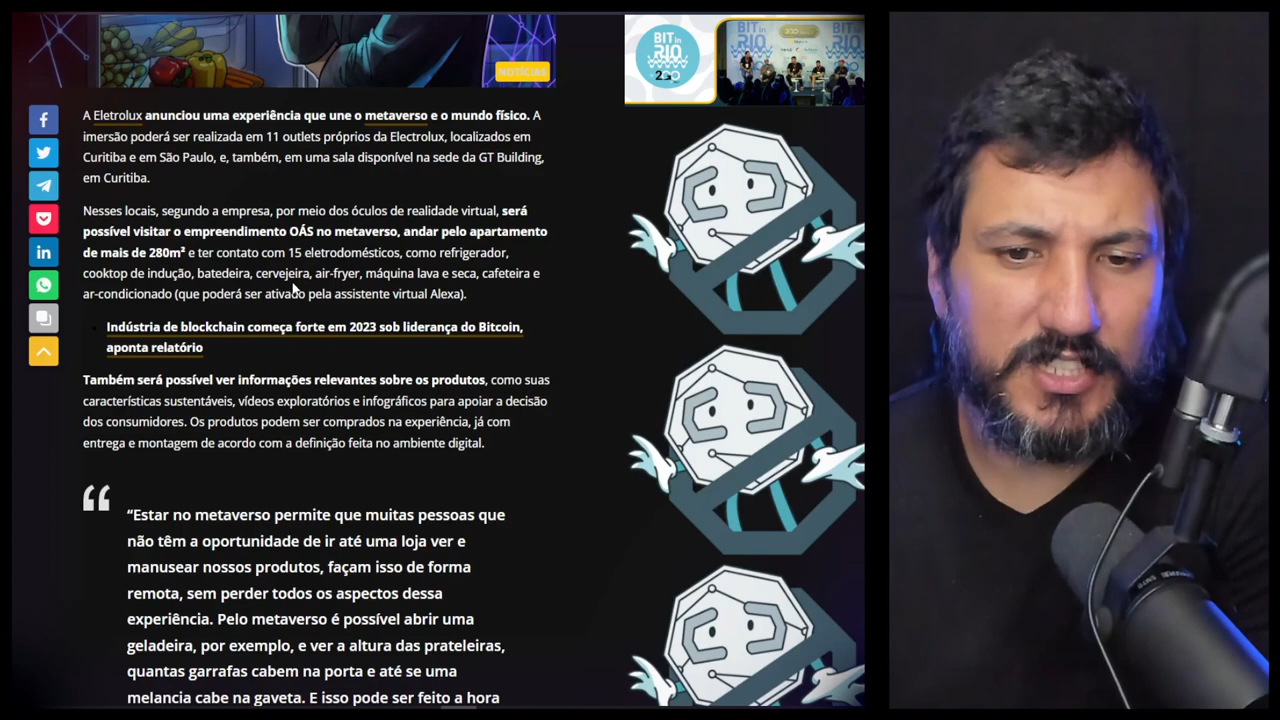 NOTÍCIAS
BIT in
RIO
A Eletrolux anunciou uma experiência que une o metaverso e o mundo físico. A
imersão poderá ser realizada em 11 outlets próprios da Electrolux, localizados em
Curitiba e em São Paulo, e, também, em uma sala disponível na sede da GT Building,
em Curitiba.
Nesses locais, segundo a empresa, por meio dos óculos de realidade virtual, será
possível visitar o empreendimento OÁS no metaverso, andar pelo apartamento
de mais de 280m² e ter contato com 15 eletrodomésticos, como refrigerador,
cooktop de indução, batedeira, cervejeira, air-fryer, máquina lava e seca, cafeteira e
ar-condicionado (que poderá ser ativado pela assistente virtual Alexa).
Indústria de blockchain começa forte em 2023 sob liderança do Bitcoin,
aponta relatório
Também será possível ver informações relevantes sobre os produtos, como suas
características sustentáveis, vídeos exploratórios e infográficos para apoiar a decisão
dos consumidores. Os produtos podem ser comprados na experiência, já com
entrega e montagem de acordo com a definição feita no ambiente digital.
“Estar no metaverso permite que muitas pessoas que
não têm a oportunidade de ir até uma loja ver e
manusear nossos produtos, façam isso de forma
remota, sem perder todos os aspectos dessa
experiência. Pelo metaverso é possível abrir uma
geladeira, por exemplo, e ver a altura das prateleiras,
quantas garrafas cabem na porta e até se uma
melancia cabe na gaveta. E isso pode ser feito a hora